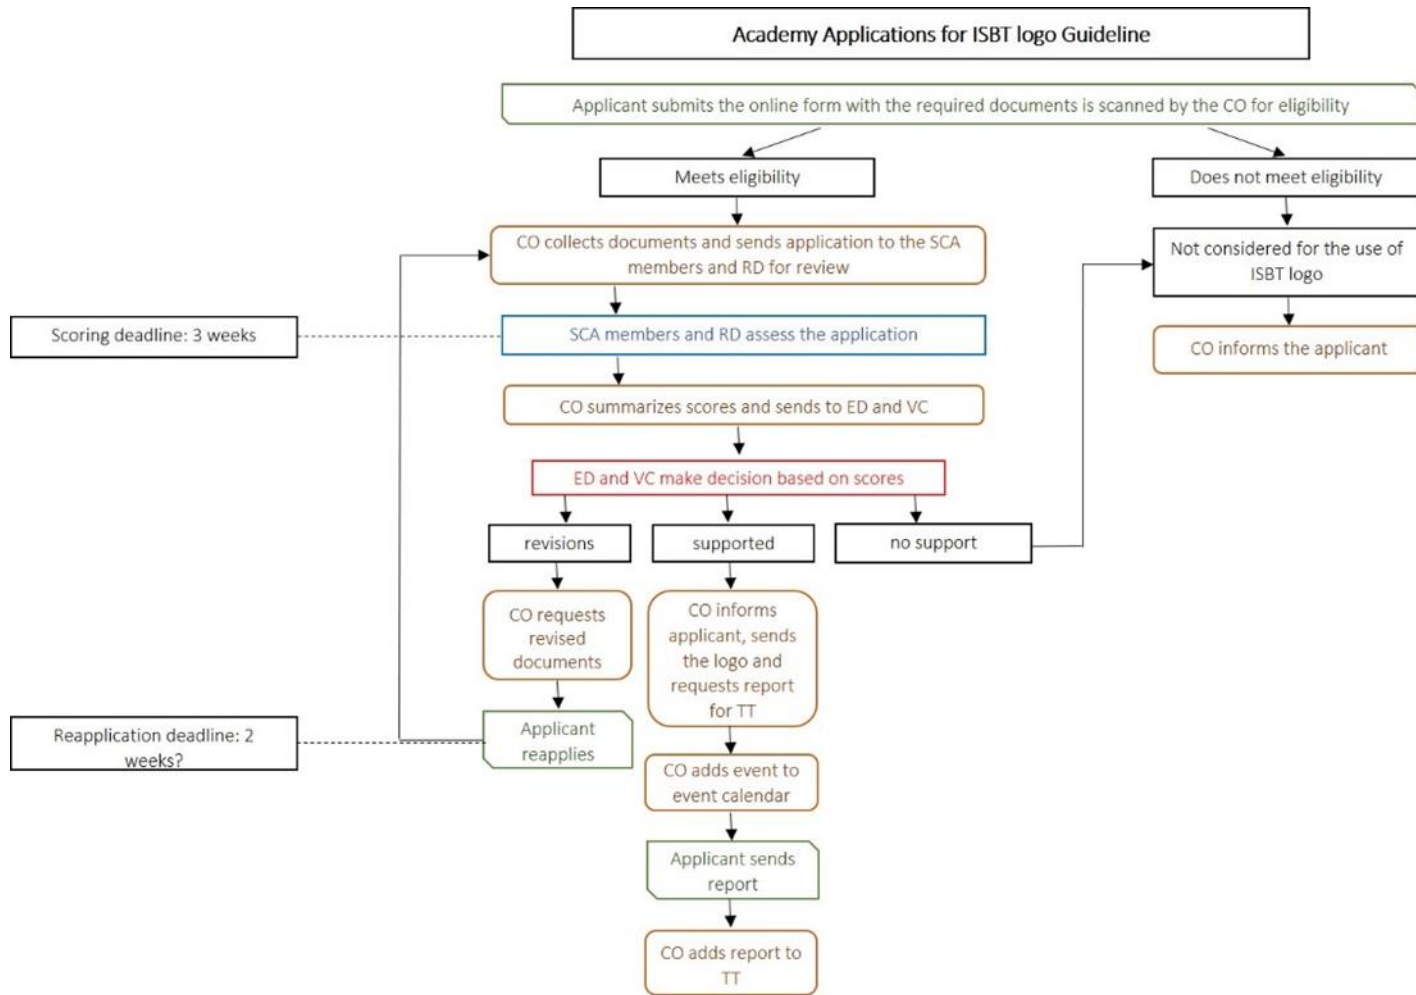 Academy Applications for ISBT logo Guideline
Applicant submits the online form with the required documents is scanned by the CO for eligibility
Meets eligibility
Does not meet eligibility
CO collects documents and sends application to the SCA
members and RD for review
Not considered for the use of
ISBT logo
Scoring deadline: 3 weeks
SCA members and RD assess the application
CO informs the applicant
CO summarizes scores and sends to ED and VC
ED and VC make decision based on scores
revisions
supported
no support
CO requests
revised
documents
CO informs
applicant, sends
the logo and
requests report
for TT
Reapplication deadline: 2
weeks?
Applicant
reapplies
CO adds event to
event calendar
Applicant sends
report
CO adds report to
TT